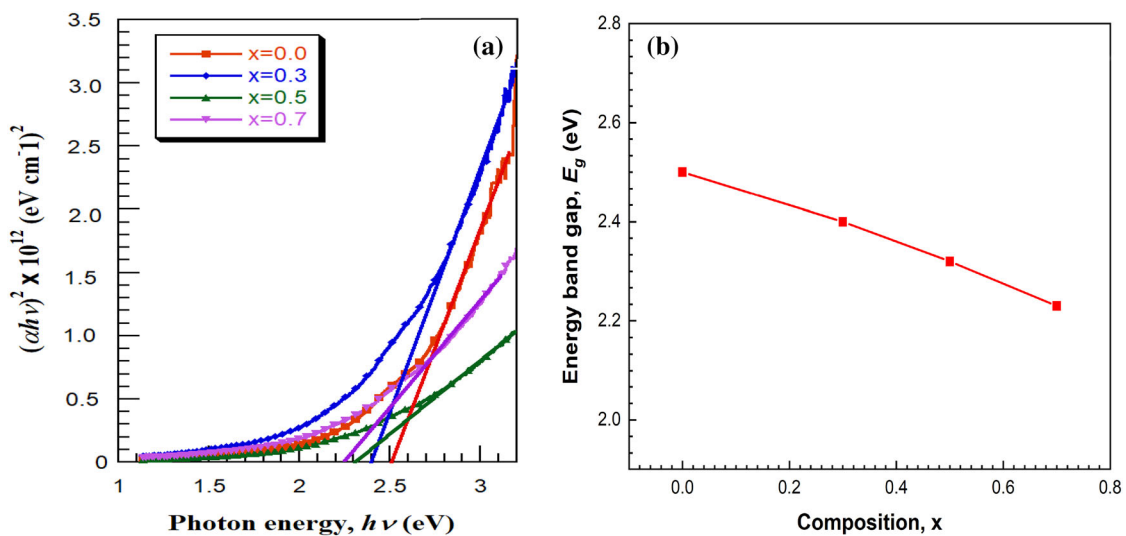 (a)
x=0.0
x=0.3
x=0.5
x=0.7
3.5
3.0
2.5
2.0
1.5
1.0
0.5
0
(αhν)² x 10¹² (eV cm⁻¹)²
1
1.5
2
2.5
3
Photon energy, hν (eV)
(b)
2.8
2.6
2.4
2.2
2.0
Energy band gap, E_g (eV)
0.0
0.2
0.4
0.6
0.8
Composition, x